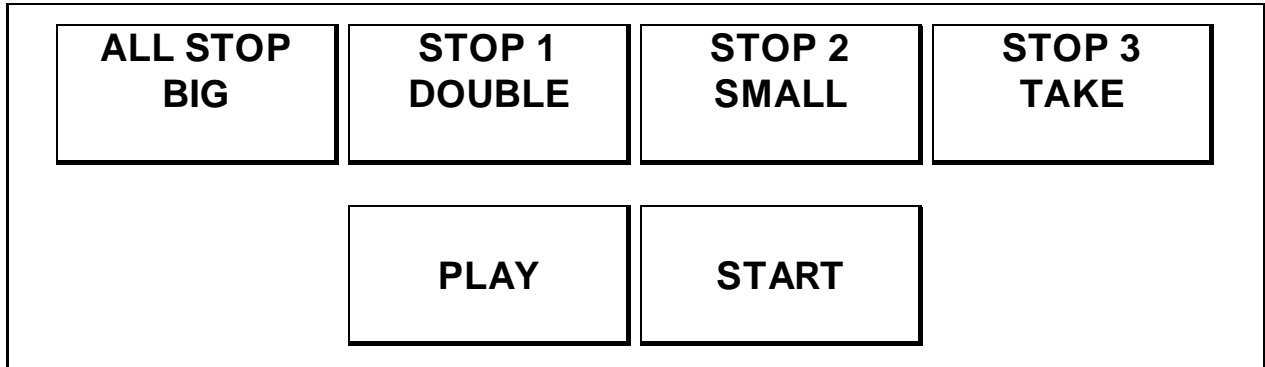 ALL STOP
BIG
STOP 1
DOUBLE
STOP 2
SMALL
STOP 3
TAKE
PLAY
START